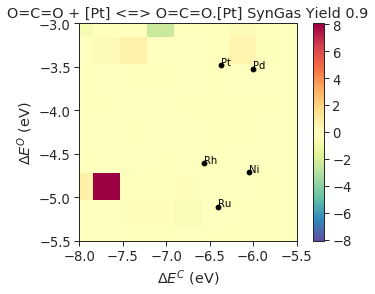 O=C=O + [Pt] <=> O=C=O.[Pt] SynGas Yield 0.9
−3.0
−3.5
−4.0
−4.5
−5.0
−5.5
ΔE^O (eV)
Pt
Pd
Rh
Ni
Ru
−8.0 −7.5 −7.0 −6.5 −6.0 −5.5
ΔE^C (eV)
8
6
4
2
0
−2
−4
−6
−8